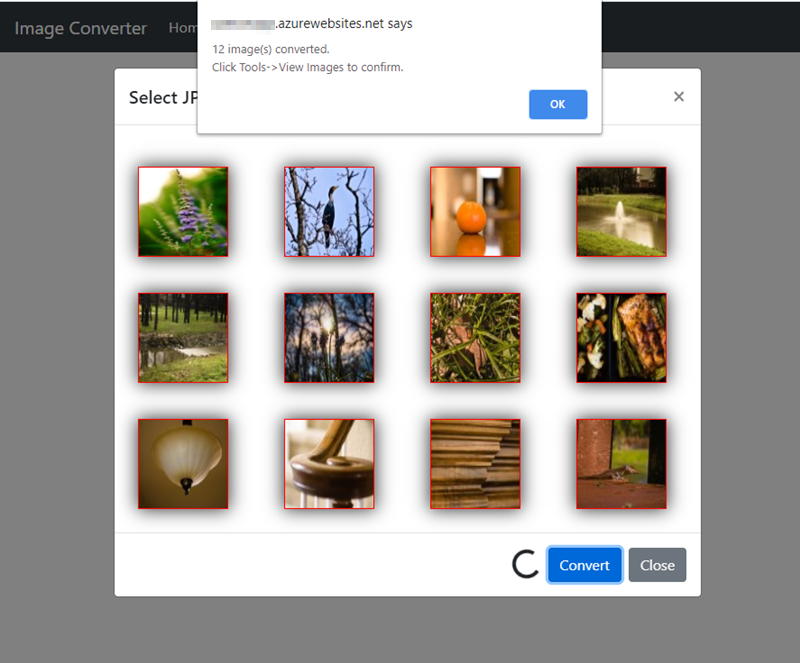 Image Converter Hom
.azurewebsites.net says
12 image(s) converted.
Click Tools->View Images to confirm.
OK
Select JP
×
Convert Close